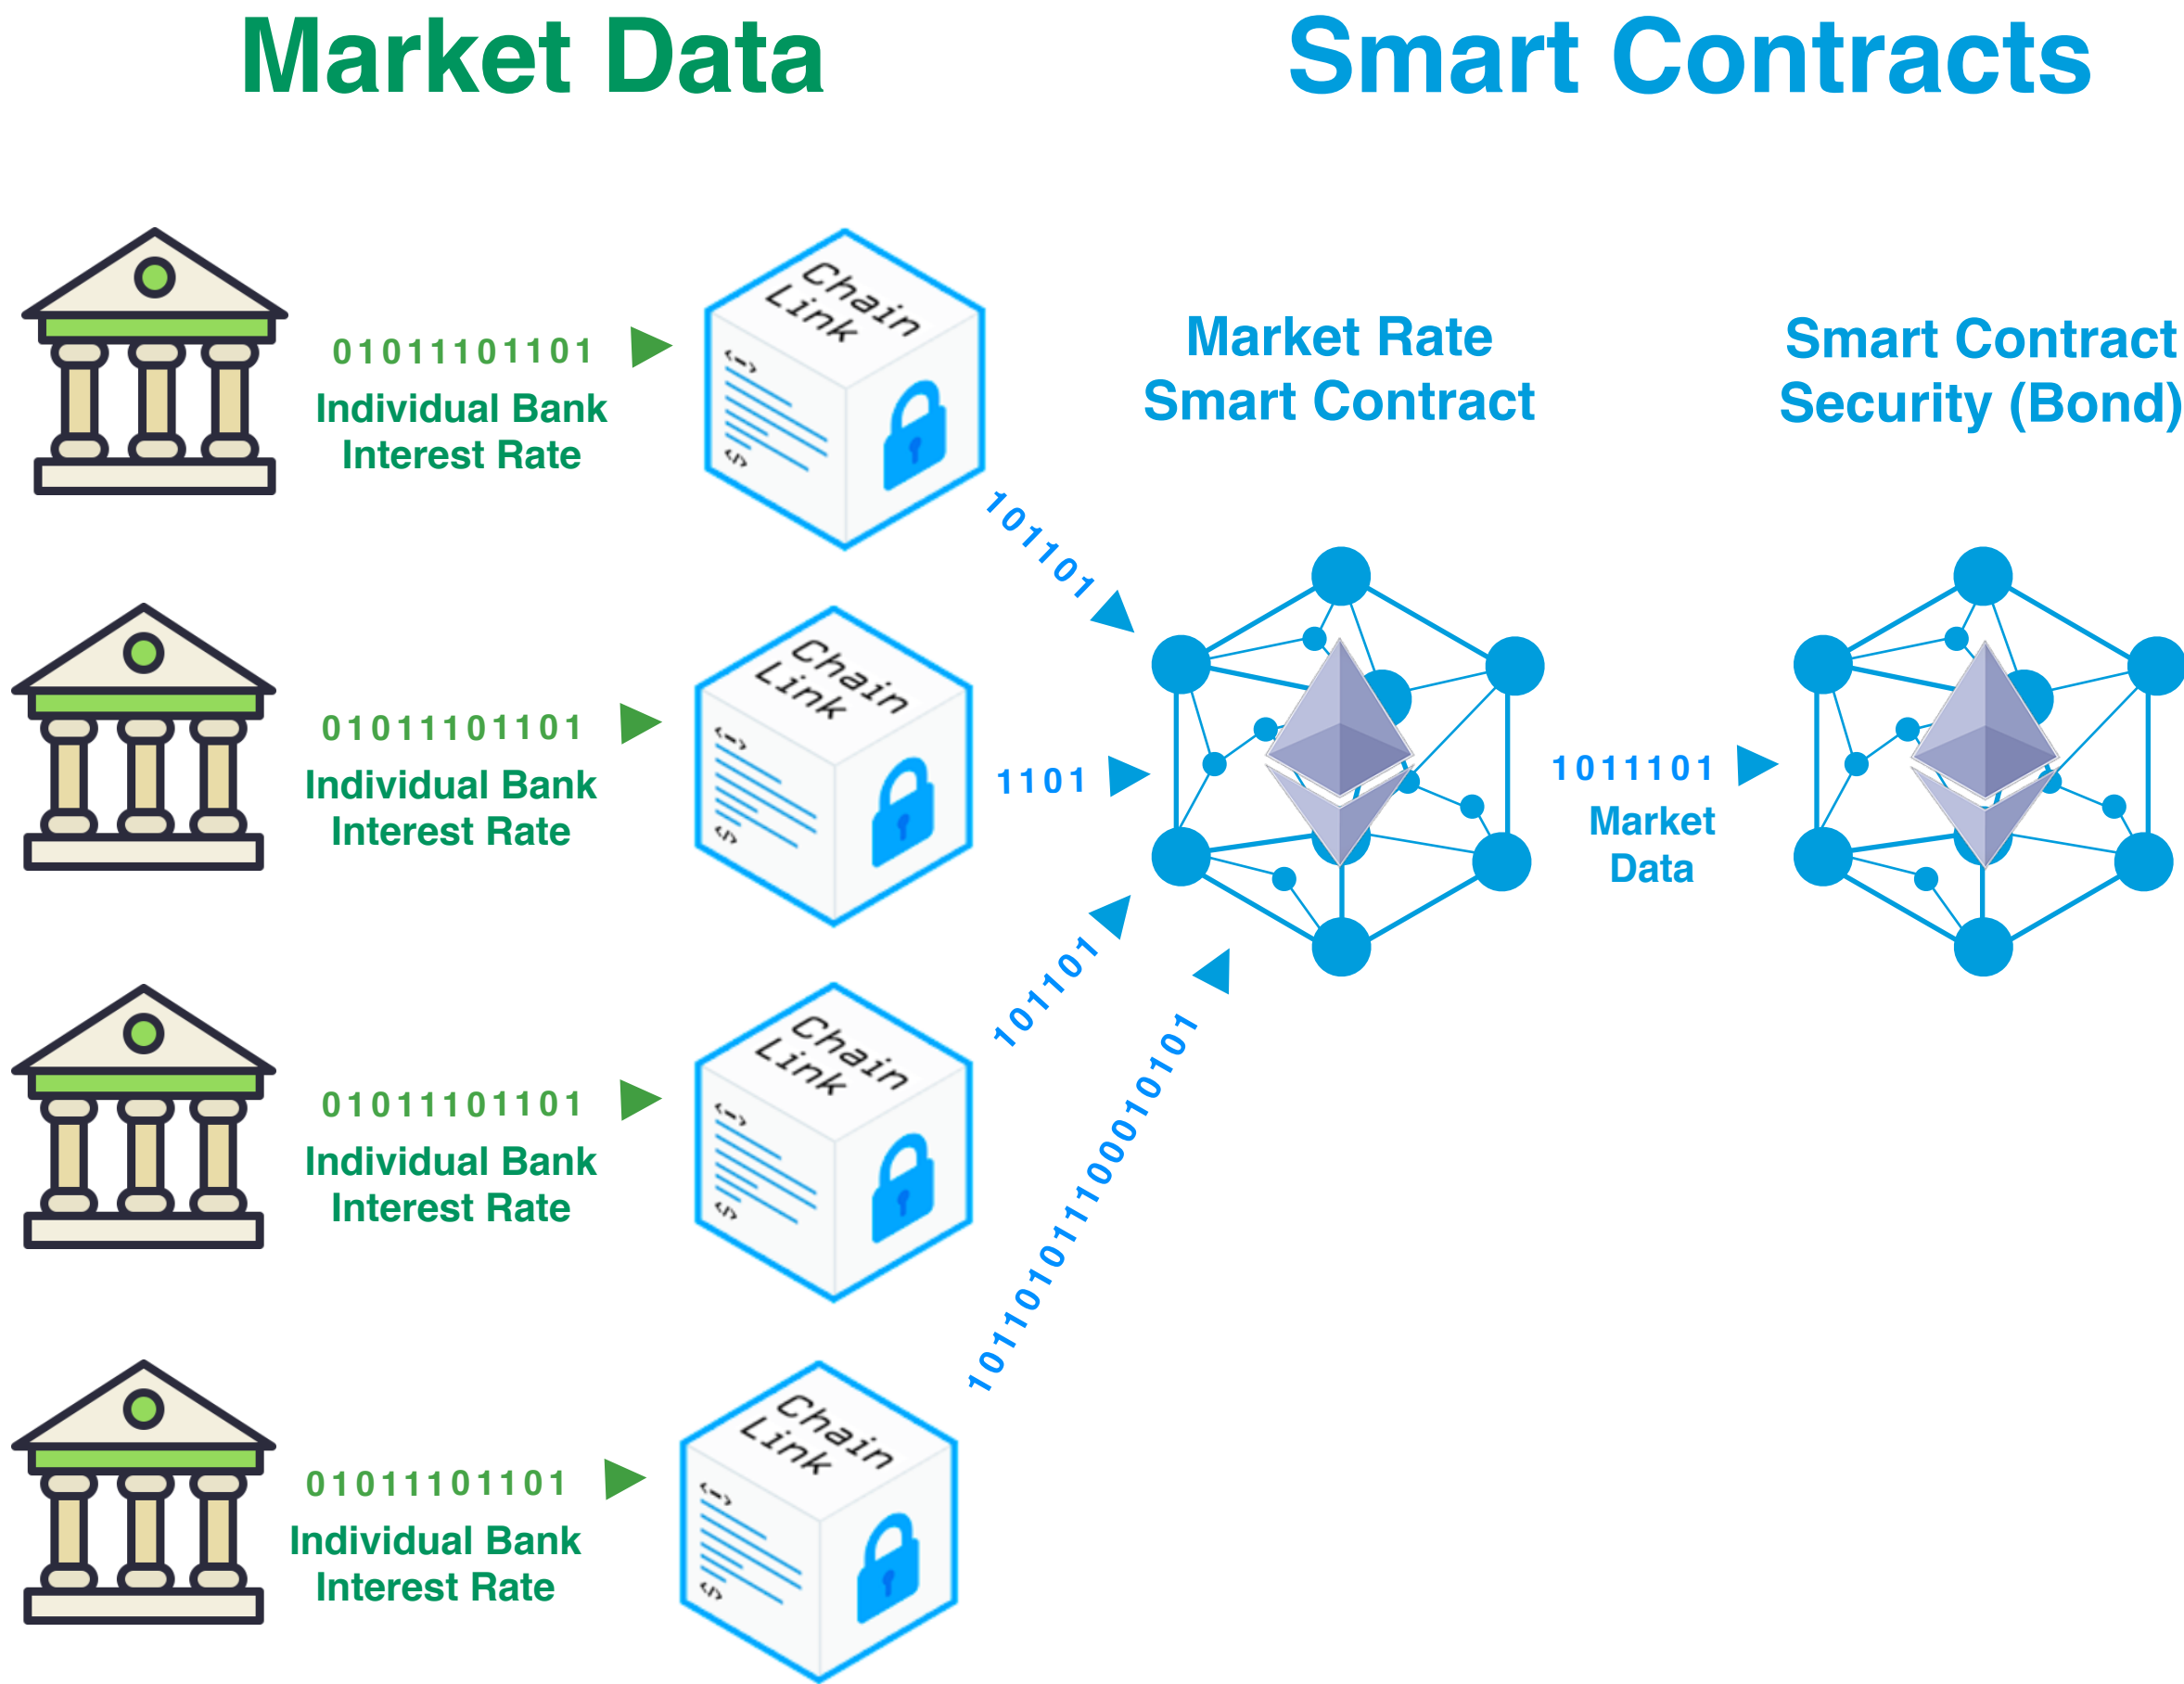 Market Data
Smart Contracts
01011101101
Individual Bank
Interest Rate
Chain
Link
<->
</>
101101
Market Rate
Smart Contract
Smart Contract
Security (Bond)
01011101101
Individual Bank
Interest Rate
Chain
Link
<->
</>
1101
1011101
Market
Data
01011101101
Individual Bank
Interest Rate
Chain
Link
<->
</>
101101
01011101101
Individual Bank
Interest Rate
Chain
Link
<->
</>
1011010101110001010 1